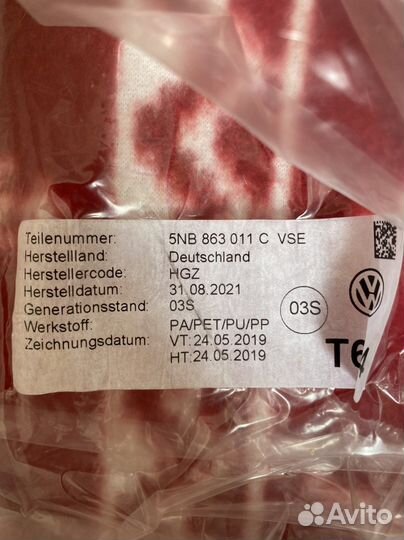 Teilenummer: 5NB 863 011 C VSE
Herstellland: Deutschland
Herstellercode: HGZ
Herstelldatum: 31.08.2021
Generationsstand: 03S
03S
Werkstoff: PA/PET/PU/PP
Zeichnungsdatum: VT:24.05.2019
HT:24.05.2019
Avito